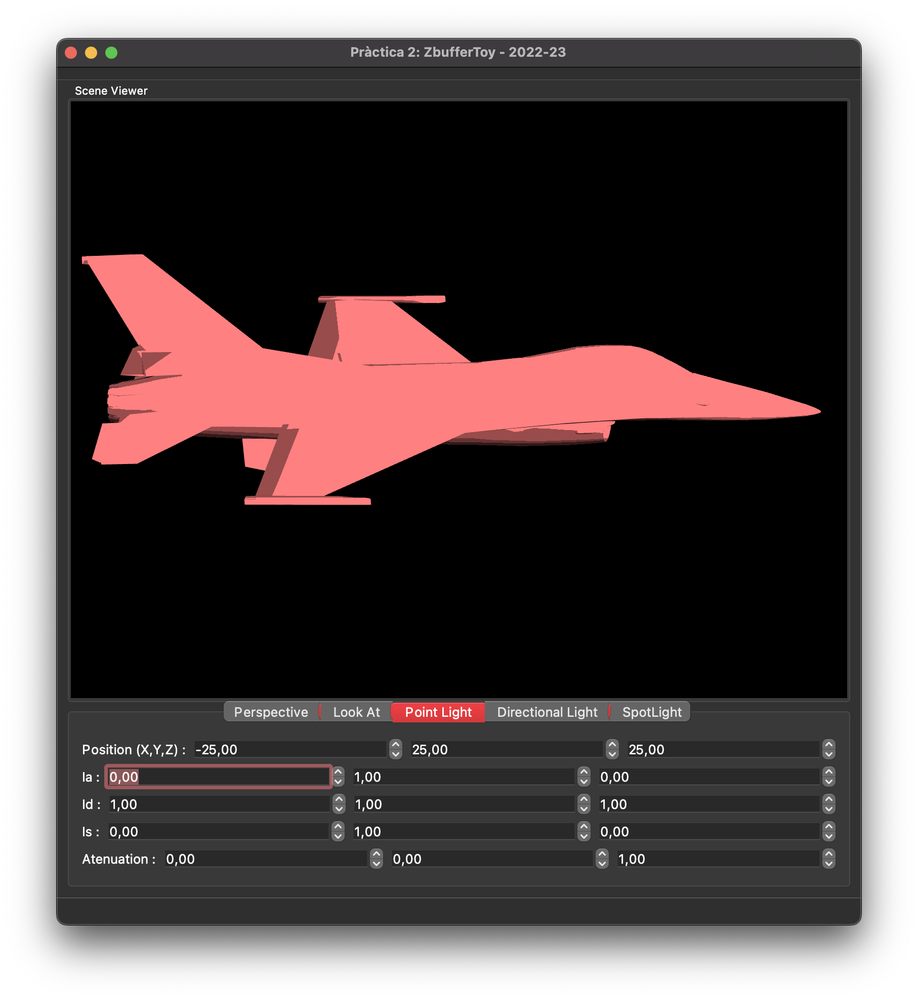 Pràctica 2: ZbufferToy - 2022-23
Scene Viewer
Perspective Look At Point Light Directional Light SpotLight
Position (X,Y,Z) : -25,00 25,00 25,00
Ia : 0,00 1,00 0,00
Id : 1,00 1,00 1,00
Is : 0,00 1,00 0,00
Atenuation : 0,00 0,00 1,00